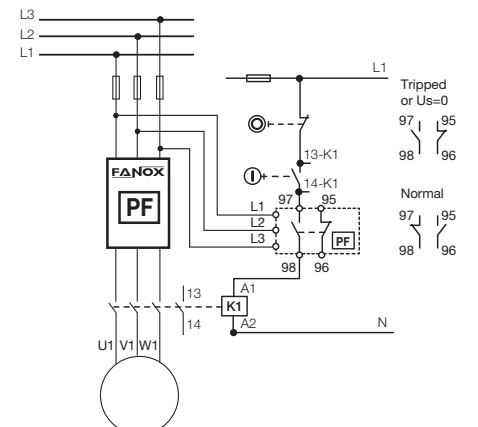 L3
L2
L1
L1
Tripped
or Us=0
97 95
98 96
13-K1
14-K1
FANOX
PF
L1
L2
L3
97 95
PF
98 96
Normal
97 95
98 96
13
14
A1
K1
A2
N
U1 V1 W1